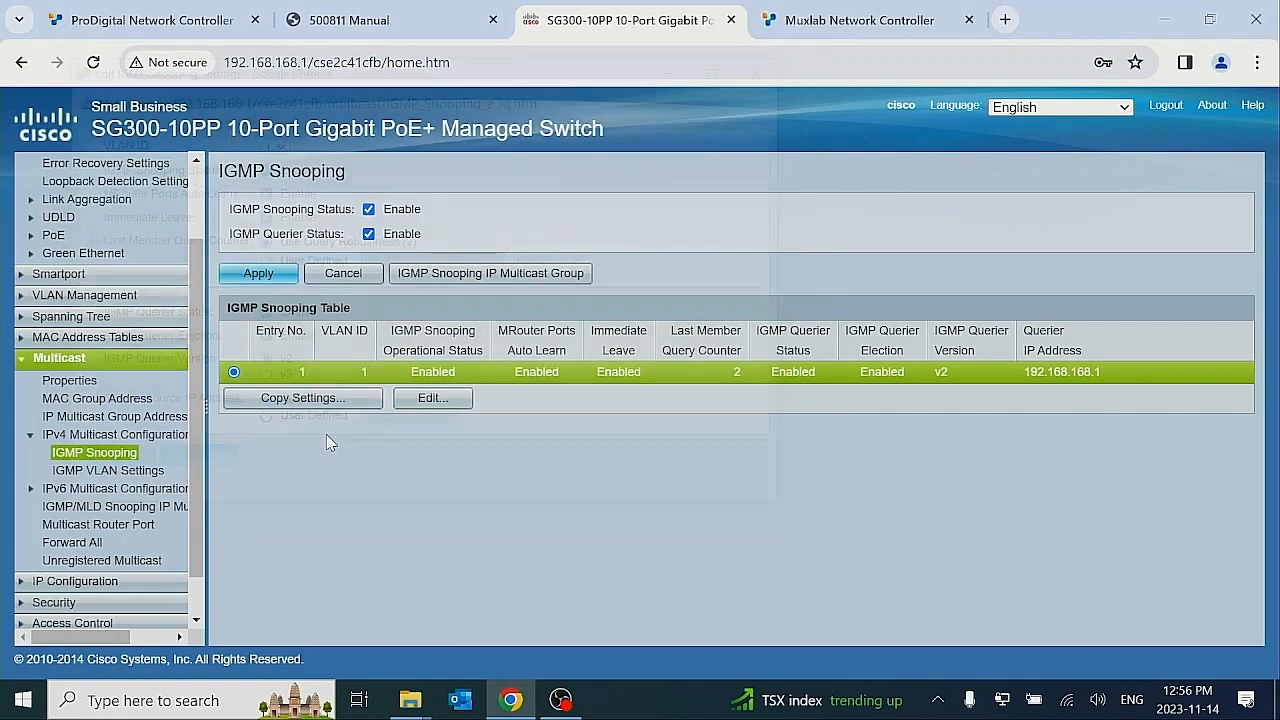 ProDigital Network Controller
500811 Manual
SG300-10PP 10-Port Gigabit Po
Muxlab Network Controller
Not secure
192.168.168.1/cse2c41cfb/home.htm
Small Business
cisco
SG300-10PP 10-Port Gigabit PoE+ Managed Switch
cisco
Language:
English
Logout
About
Help
Error Recovery Settings
Loopback Detection Setting
Link Aggregation
UDLD
PoE
Green Ethernet
Smartport
VLAN Management
Spanning Tree
MAC Address Tables
Multicast
Properties
MAC Group Address
IP Multicast Group Address
IPv4 Multicast Configuration
IGMP Snooping
IGMP VLAN Settings
IPv6 Multicast Configuration
IGMP/MLD Snooping IP Mu
Multicast Router Port
Forward All
Unregistered Multicast
IP Configuration
Security
Access Control
IGMP Snooping
IGMP Snooping Status: Enable
IGMP Querier Status: Enable
Apply Cancel IGMP Snooping IP Multicast Group
IGMP Snooping Table
Entry No. VLAN ID IGMP Snooping Operational Status MRouter Ports Auto Learn Immediate Leave Last Member Query Counter IGMP Querier Status IGMP Querier Election IGMP Querier Version Querier IP Address
1 1 Enabled Enabled Enabled 2 Enabled Enabled v2 192.168.168.1
Copy Settings... Edit...
User Defined
© 2010-2014 Cisco Systems, Inc. All Rights Reserved.
Type here to search
TSX index trending up
ENG
12:56 PM
2023-11-14